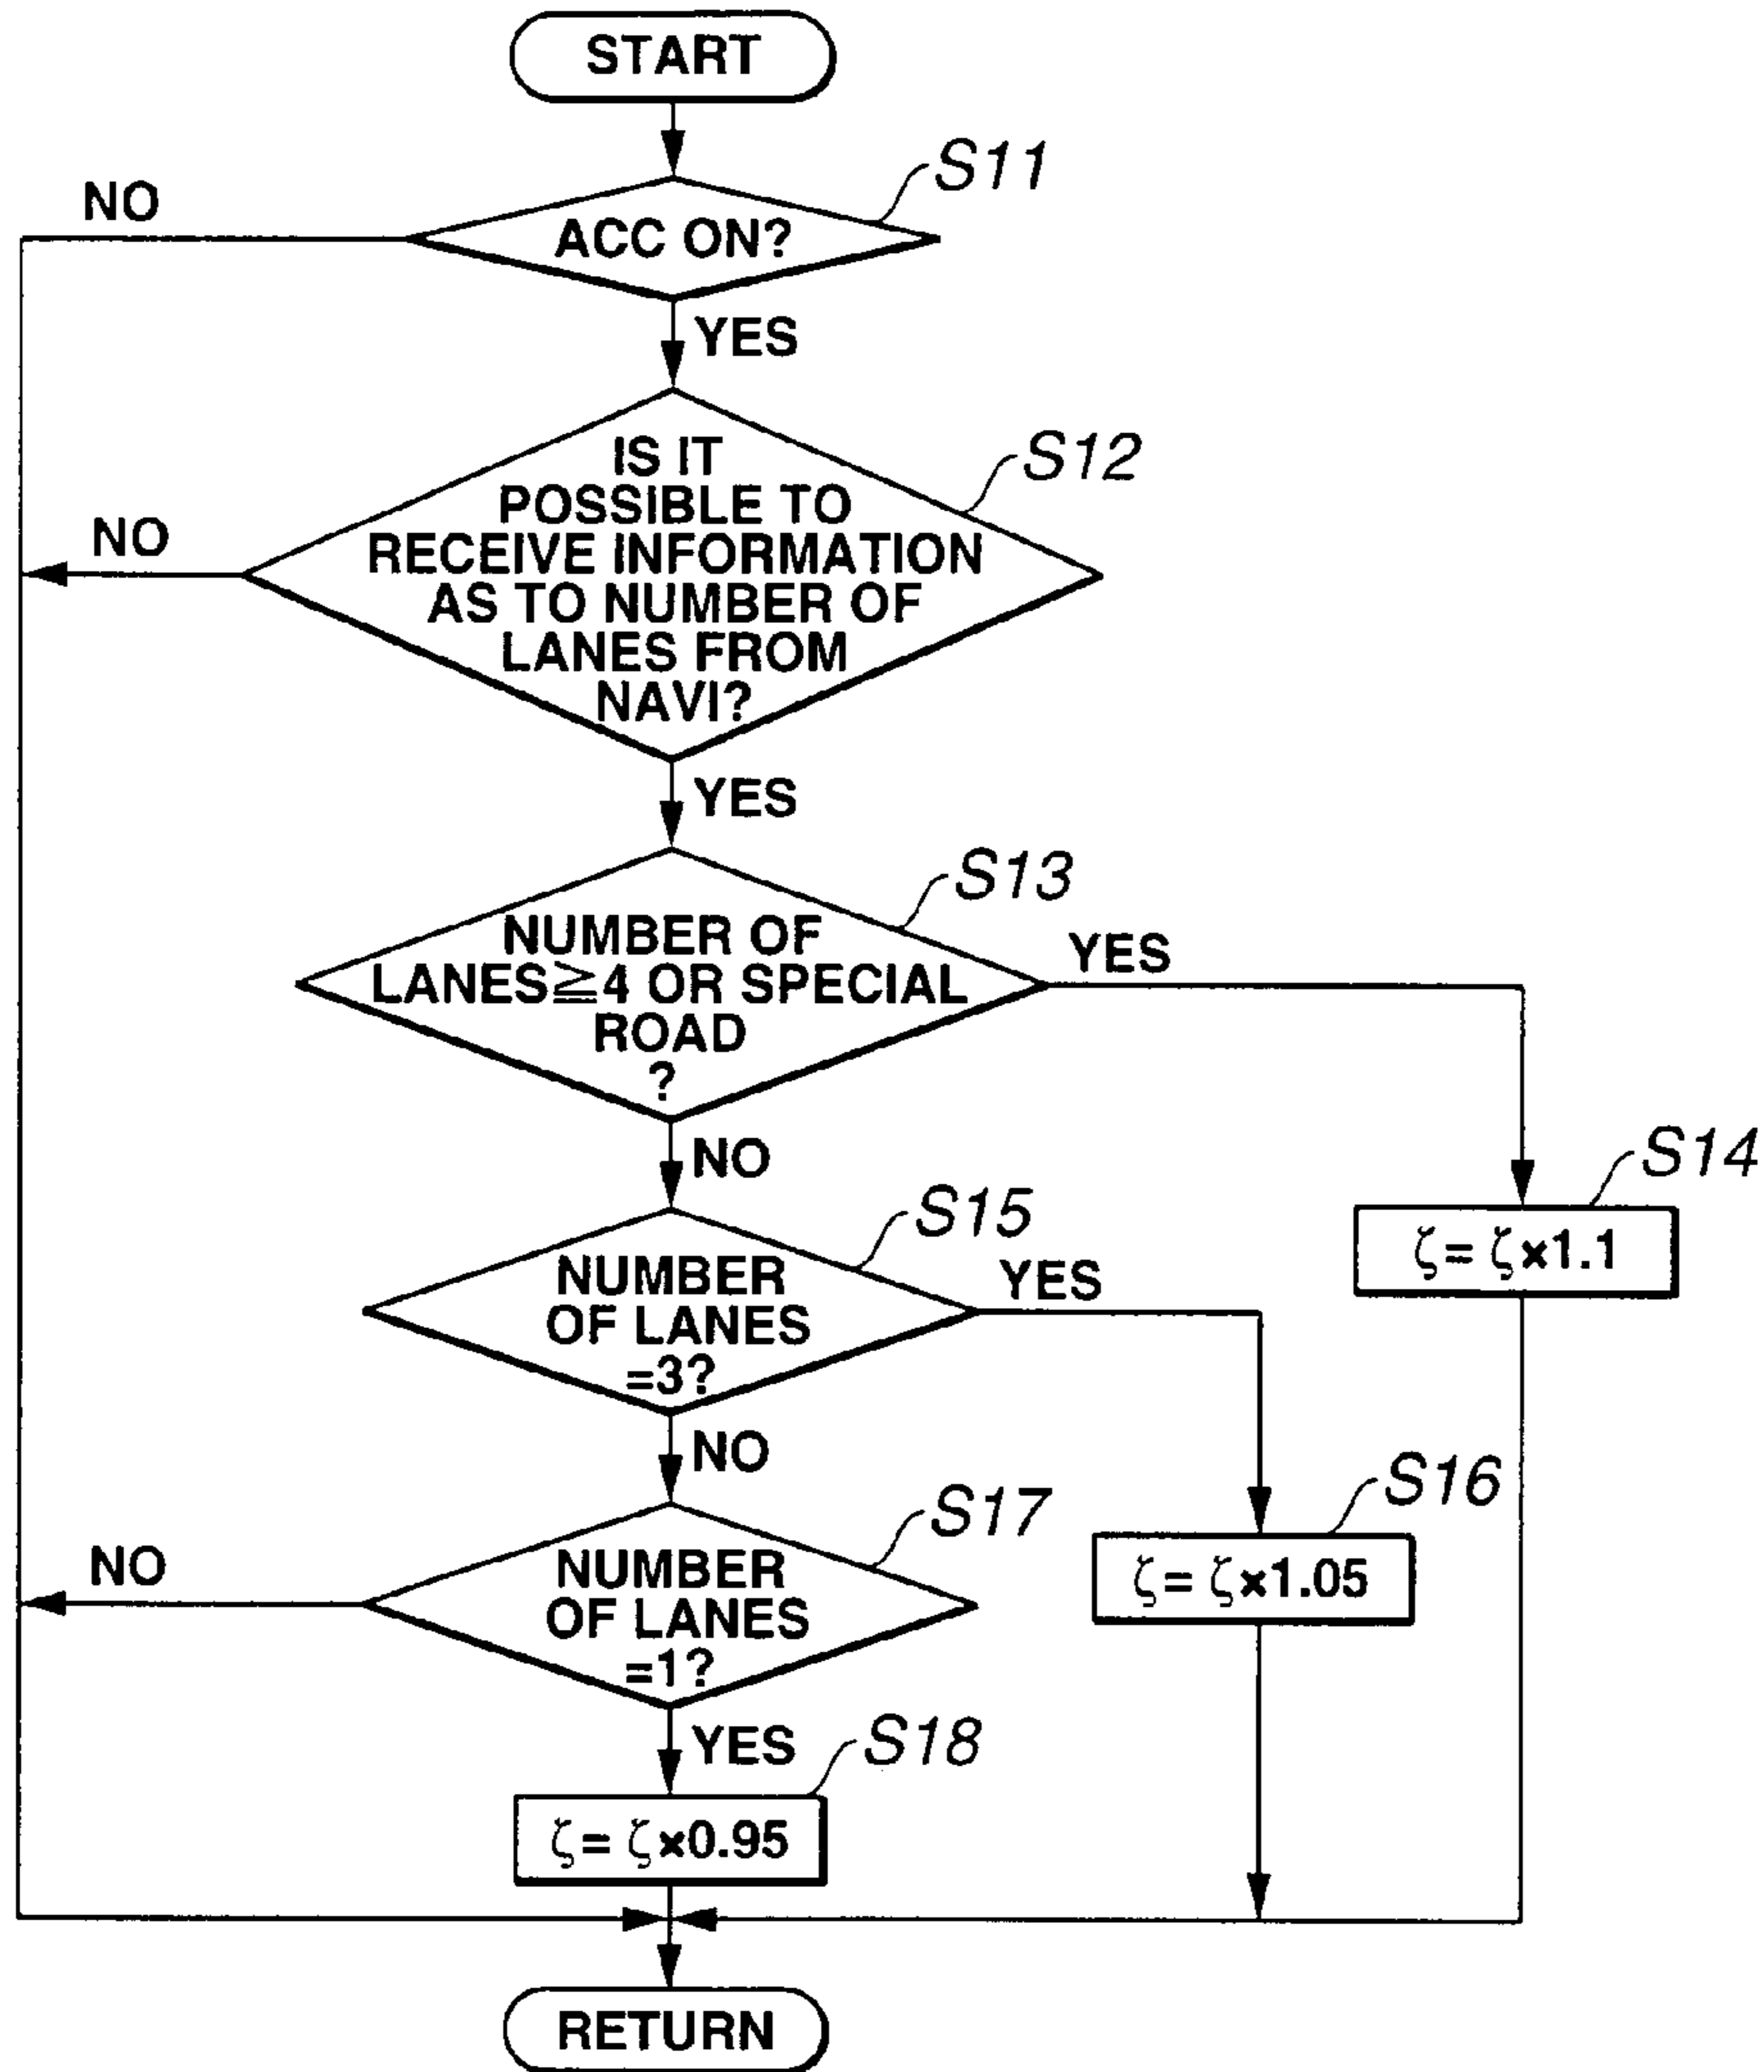 START
S11
NO
ACC ON?
YES
S12
IS IT
POSSIBLE TO
RECEIVE INFORMATION
AS TO NUMBER OF
LANES FROM
NAVI?
NO
YES
S13
NUMBER OF
LANES≧4 OR SPECIAL
ROAD
?
YES
NO
S14
ζ= ζ×1.1
S15
NUMBER
OF LANES
=3?
YES
NO
S16
ζ= ζ×1.05
S17
NUMBER
OF LANES
=1?
NO
YES
S18
ζ= ζ×0.95
RETURN